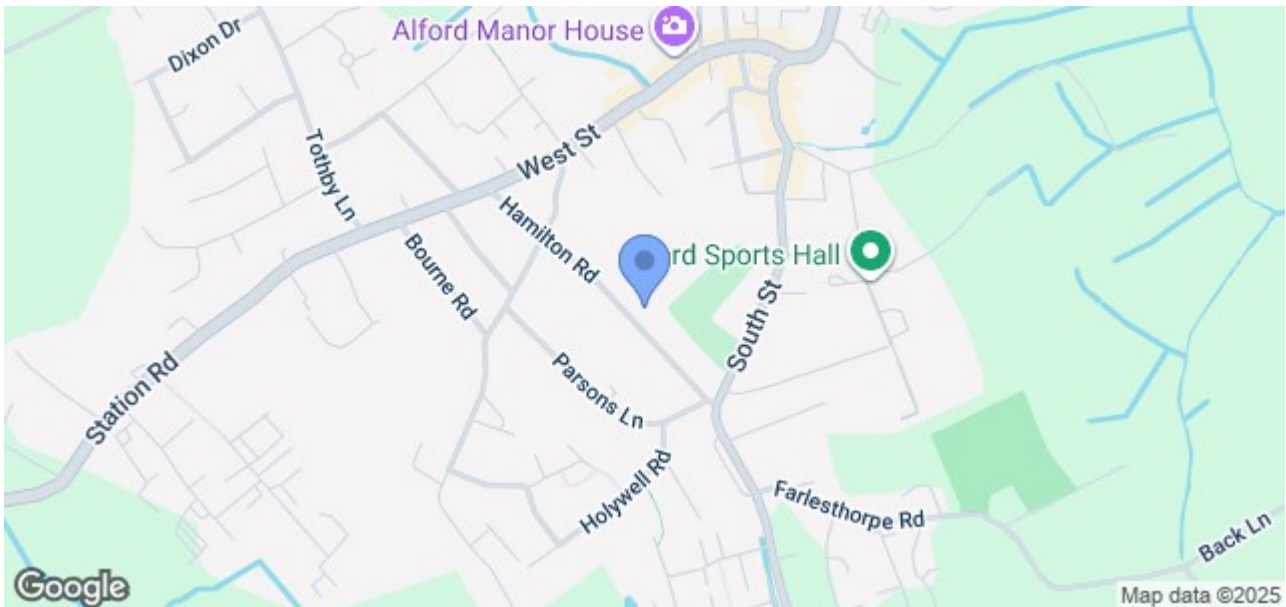 Alford Manor House
Dixon Dr
West St
Tothby Ln
Hamilton Rd
rd Sports Hall
Bourne Rd
South St
Station Rd
Parsons Ln
Holywell Rd
Farlesthorpe Rd
Back Ln
Google
Map data ©2025